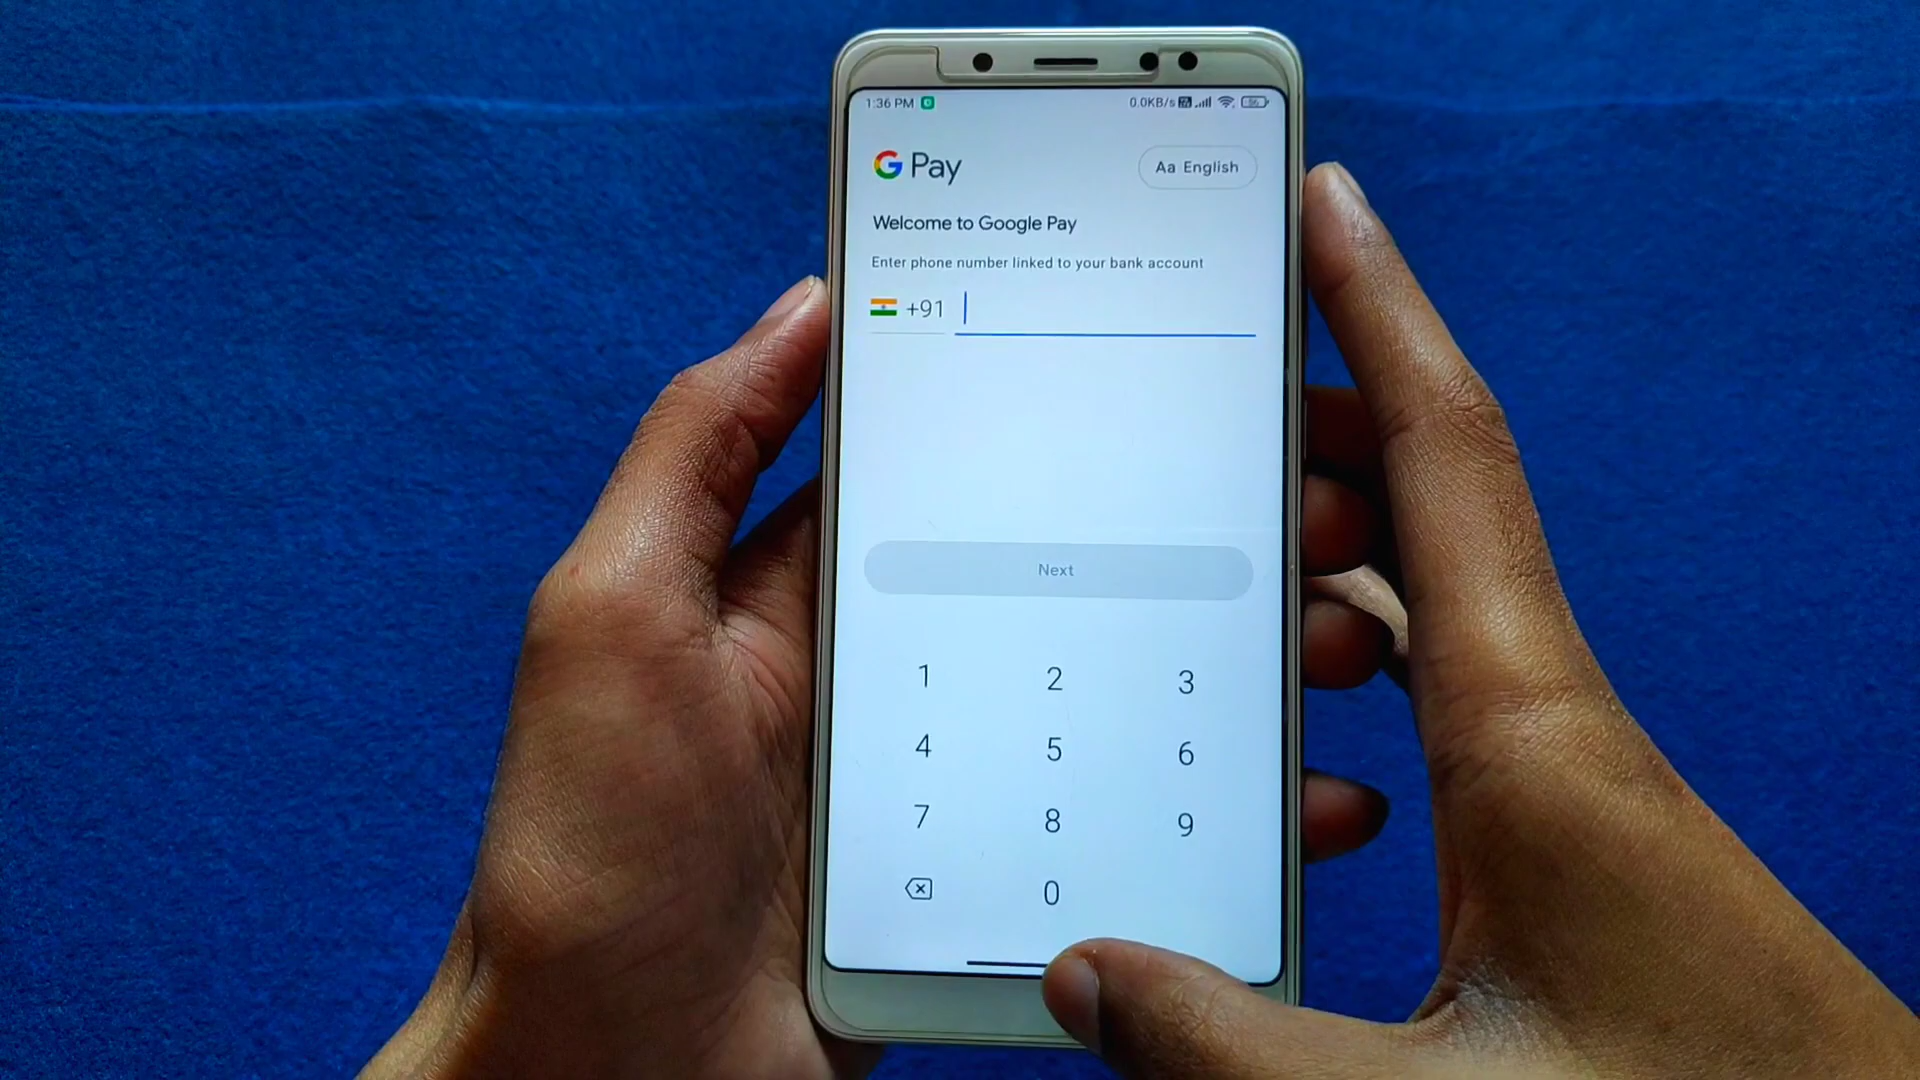 1:36 PM 0.0KB/s
G Pay
Aa English
Welcome to Google Pay
Enter phone number linked to your bank account
+91
Next
1 2 3
4 5 6
7 8 9
0